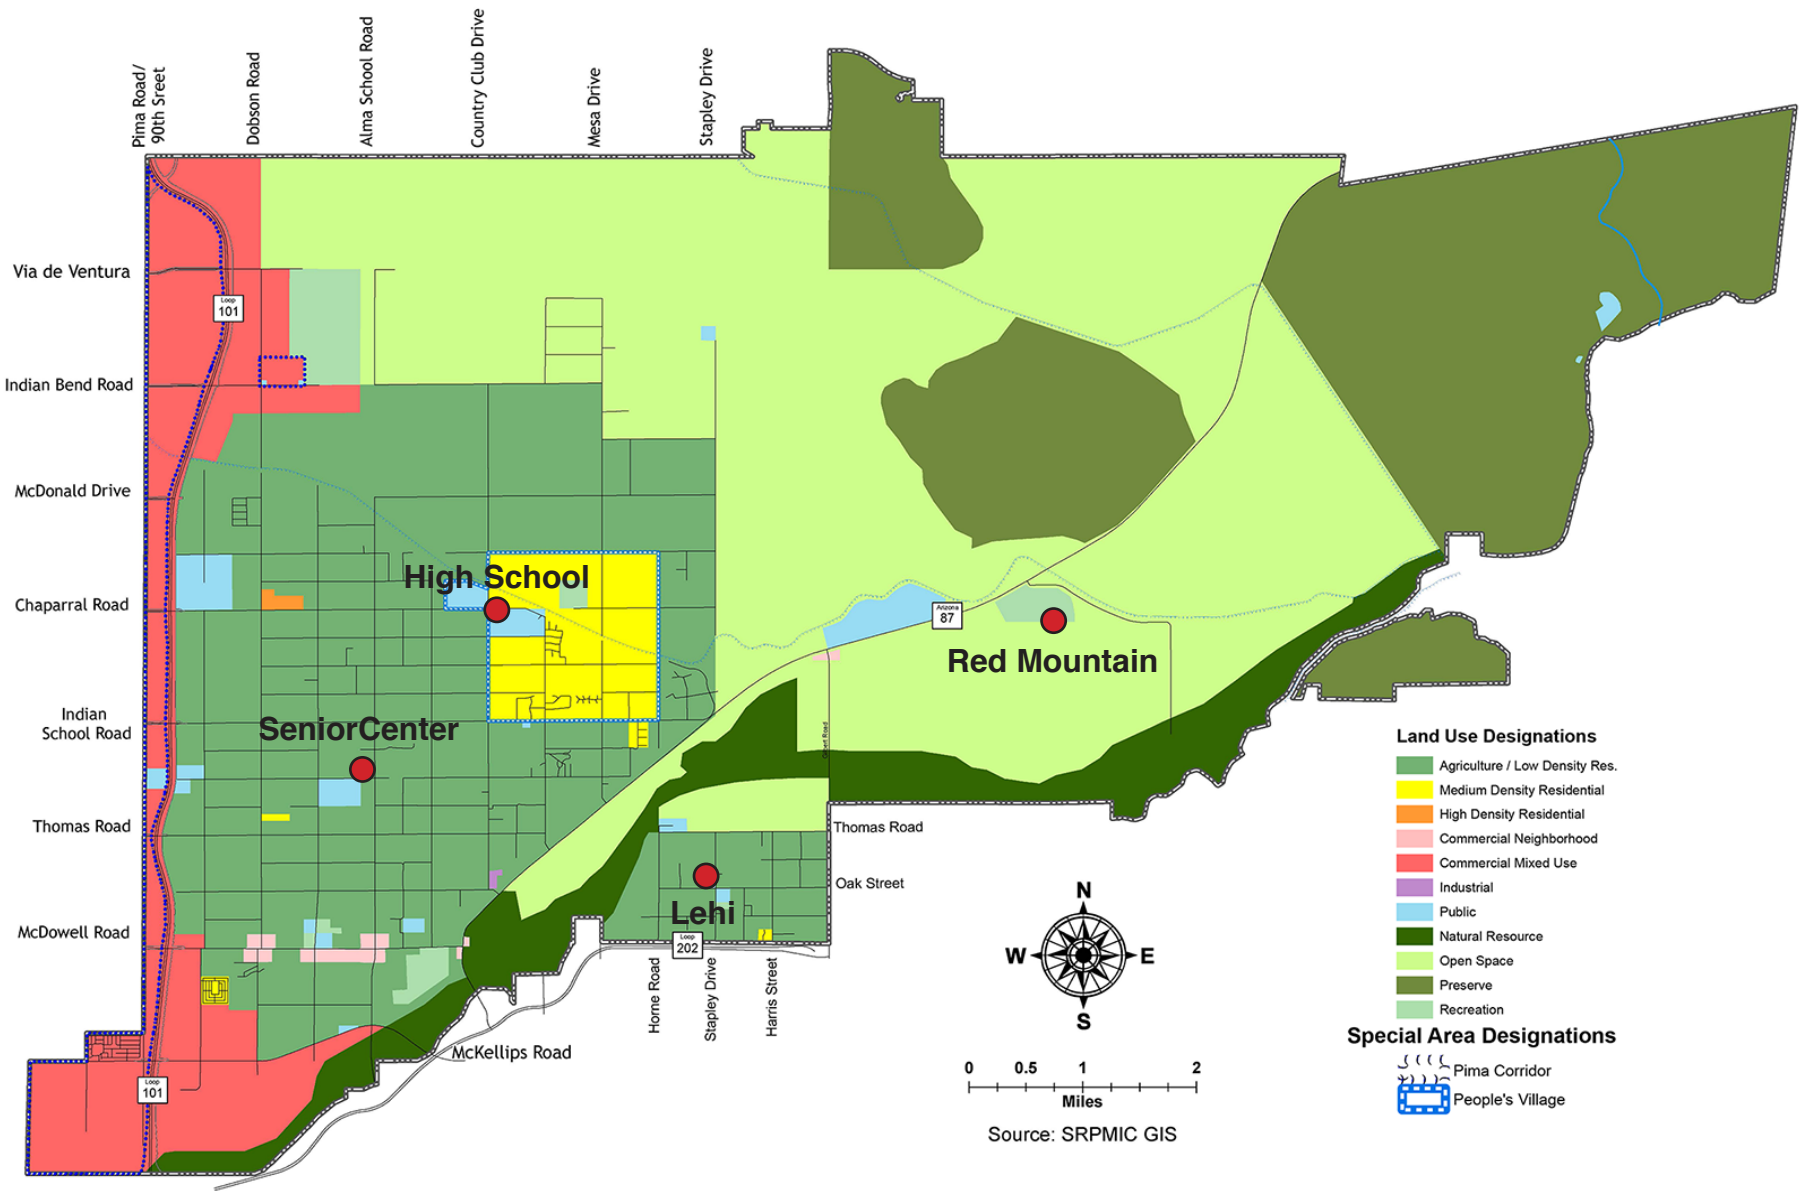 Pima Road/
90th Sreet
Dobson Road
Alma School Road
Country Club Drive
Mesa Drive
Stapley Drive
Via de Ventura
Loop
101
Indian Bend Road
McDonald Drive
High School
Chaparral Road
Arizona
87
Red Mountain
Indian
School Road
SeniorCenter
Gilbert Road
Thomas Road
Thomas Road
Oak Street
Lehi
McDowell Road
Loop
202
Home Road
Stapley Drive
Harris Street
McKellips Road
Loop
101
N
W
E
S
0 0.5 1 2
Miles
Source: SRPMIC GIS
Land Use Designations
Agriculture / Low Density Res.
Medium Density Residential
High Density Residential
Commercial Neighborhood
Commercial Mixed Use
Industrial
Public
Natural Resource
Open Space
Preserve
Recreation
Special Area Designations
Pima Corridor
People's Village